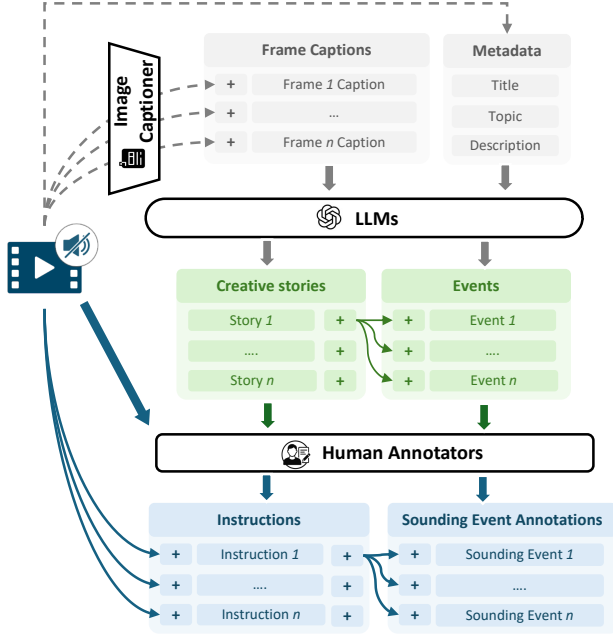 Frame Captions
Metadata
Image
Captioner
+ Frame 1 Caption
+ ...
+ Frame n Caption
Title
Topic
Description
LLMs
Creative stories
Events
Story 1 +
.... +
Story n +
+ Event 1
+ ....
+ Event n
Human Annotators
Instructions
Sounding Event Annotations
+ Instruction 1 +
+ .... +
+ Instruction n +
+ Sounding Event 1
+ ....
+ Sounding Event n